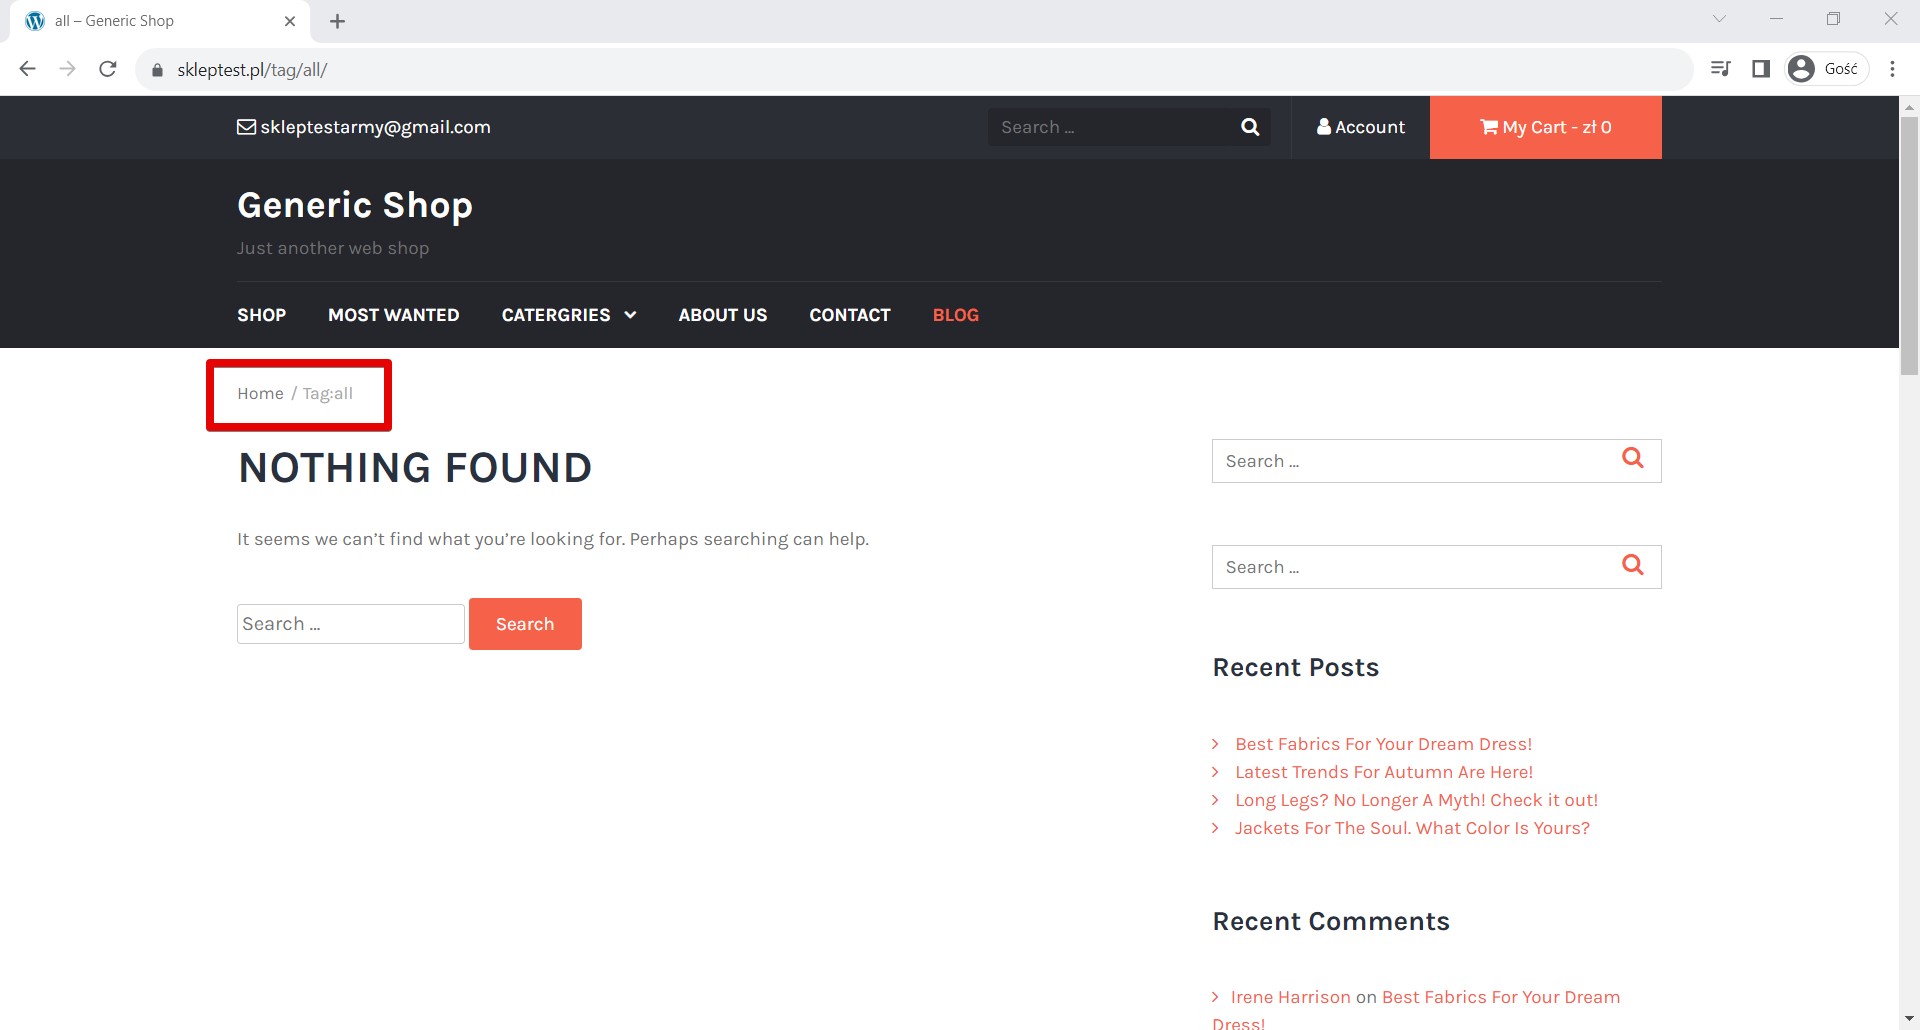 all – Generic Shop
skleptest.pl/tag/all/
Gość
skleptestarmy@gmail.com
Search ...
Account
My Cart - zł 0
Generic Shop
Just another web shop
SHOP
MOST WANTED
CATERGRIES
ABOUT US
CONTACT
BLOG
Home / Tag:all
NOTHING FOUND
It seems we can't find what you're looking for. Perhaps searching can help.
Search ...
Search
Search ...
Search ...
Recent Posts
Best Fabrics For Your Dream Dress!
Latest Trends For Autumn Are Here!
Long Legs? No Longer A Myth! Check it out!
Jackets For The Soul. What Color Is Yours?
Recent Comments
Irene Harrison on Best Fabrics For Your Dream
Dress!